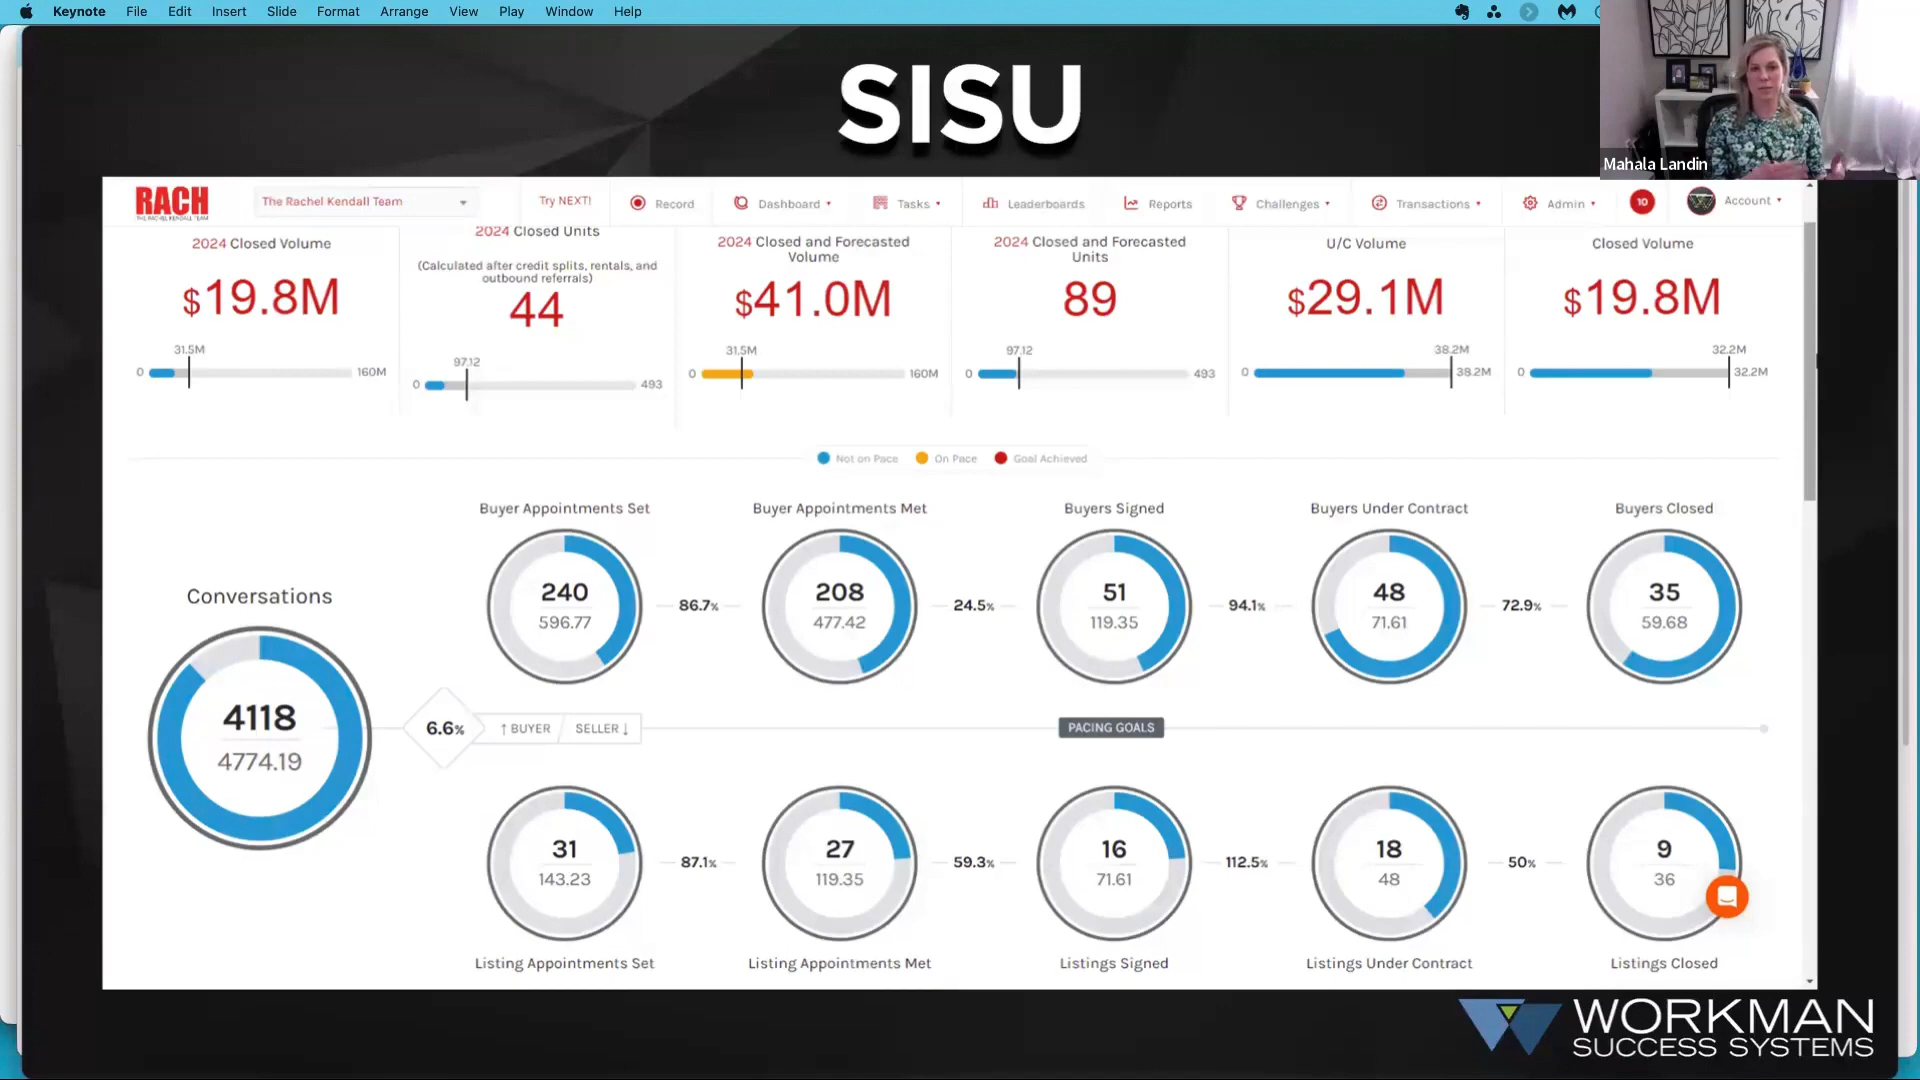 Keynote File Edit Insert Slide Format Arrange View Play Window Help
SISU
Mahala Landin
RACH
THE RACHEL KENDALL TEAM
The Rachel Kendall Team
Try NEXT!
Record
Dashboard
Tasks
Leaderboards
Reports
Challenges
Transactions
Admin
10
Account
2024 Closed Volume
$19.8M
31.5M
0 160M
2024 Closed Units
(Calculated after credit splits, rentals, and
outbound referrals)
44
97.12
0 493
2024 Closed and Forecasted
Volume
$41.0M
31.5M
0 160M
2024 Closed and Forecasted
Units
89
97.12
0 493
U/C Volume
$29.1M
38.2M
0 38.2M
Closed Volume
$19.8M
32.2M
0 32.2M
Not on Pace On Pace Goal Achieved
Conversations
4118
4774.19
6.6%
↑ BUYER SELLER ↓
PACING GOALS
Buyer Appointments Set
240
596.77
86.7%
Buyer Appointments Met
208
477.42
24.5%
Buyers Signed
51
119.35
94.1%
Buyers Under Contract
48
71.61
72.9%
Buyers Closed
35
59.68
31
143.23
Listing Appointments Set
87.1%
27
119.35
Listing Appointments Met
59.3%
16
71.61
Listings Signed
112.5%
18
48
Listings Under Contract
50%
9
36
Listings Closed
WORKMAN
SUCCESS SYSTEMS